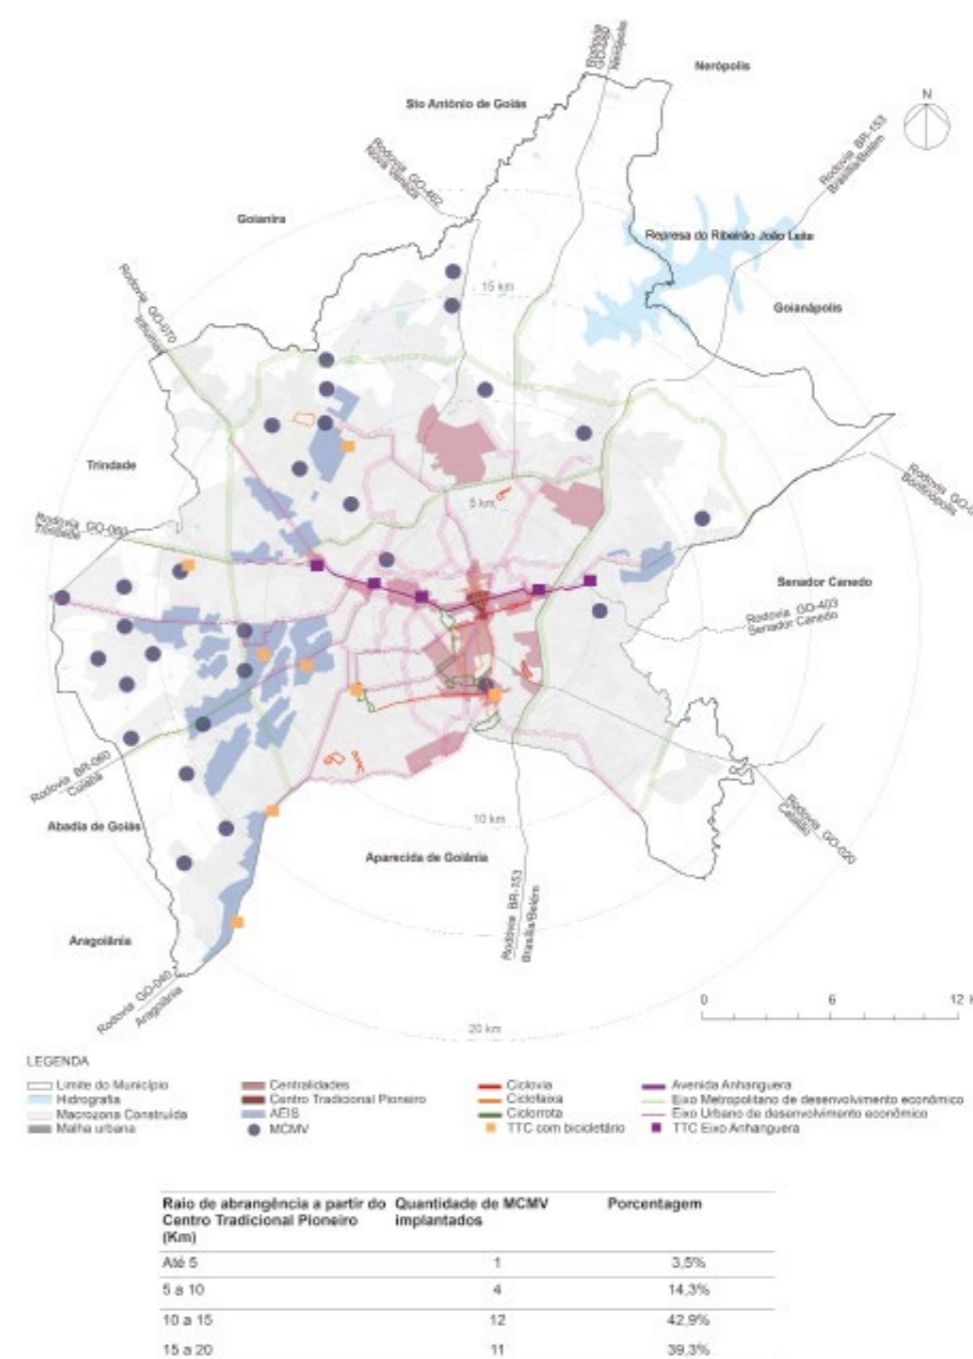 Rodovia GO-080
Nerópolis
Nerópolis
Sto Antônio de Goiás
N
Rodovia GO-462
Nova Veneza
Rodovia BR-153
Brasília/Belém
Goianira
Represa do Ribeirão João Leite
15 km
Goianápolis
Rodovia GO-070
Inhumas
Trindade
5 km
Rodovia GO-060
Trindade
Bonfinópolis
Senador Canedo
Rodovia GO-403
Senador Canedo
Rodovia BR-060
Cuiabá
10 km
Rodovia GO-020
Abadia de Goiás
Aparecida de Goiânia
Rodovia BR-153
Brasília/Belém
Aragoiânia
Rodovia GO-040
Aragoiânia
0 6 12
20 km
LEGENDA
Limite do Município
Hidrografia
Macrozona Construída
Malha urbana
Centralidades
Centro Tradicional Pioneiro
AEIS
MCMV
Ciclovia
Ciclofaixa
Ciclorrota
TTC com bicicletário
Avenida Anhanguera
Eixo Metropolitano de desenvolvimento econômico
Eixo Urbano de desenvolvimento econômico
TTC Eixo Anhanguera
Raio de abrangência a partir do Quantidade de MCMV Porcentagem
Centro Tradicional Pioneiro implantados
(Km)
Até 5 1 3,5%
5 a 10 4 14,3%
10 a 15 12 42,9%
15 a 20 11 39,3%